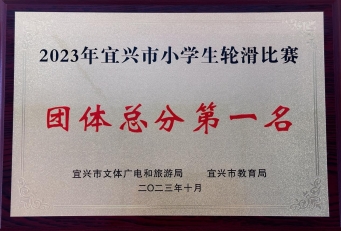 2023年宜兴市小学生轮滑比赛
团体总分第一名
宜兴市文体广电和旅游局 宜兴市教育局
二〇二三年十月